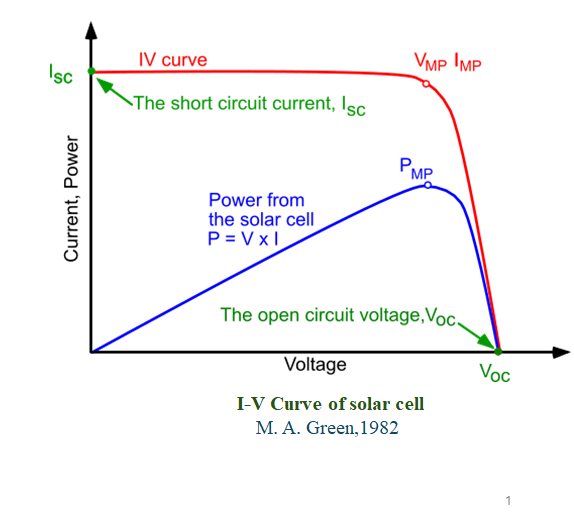 IV curve
VMP IMP
ISC
The short circuit current, ISC
PMP
Current, Power
Power from
the solar cell
P = V x I
The open circuit voltage,VOC
Voltage
VOC
I-V Curve of solar cell
M. A. Green,1982
1